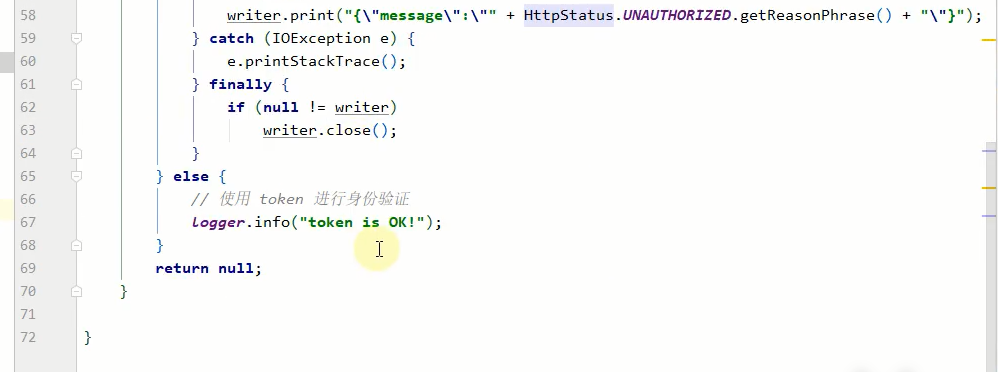 58 writer.print("{\"message\":\"" + HttpStatus.UNAUTHORIZED.getReasonPhrase() + "\"}");
59 } catch (IOException e) {
60 e.printStackTrace();
61 } finally {
62 if (null != writer)
63 writer.close();
64 }
65 } else {
66 // 使用 token 进行身份验证
67 logger.info("token is OK!");
68 }
69 return null;
70 }
71
72 }